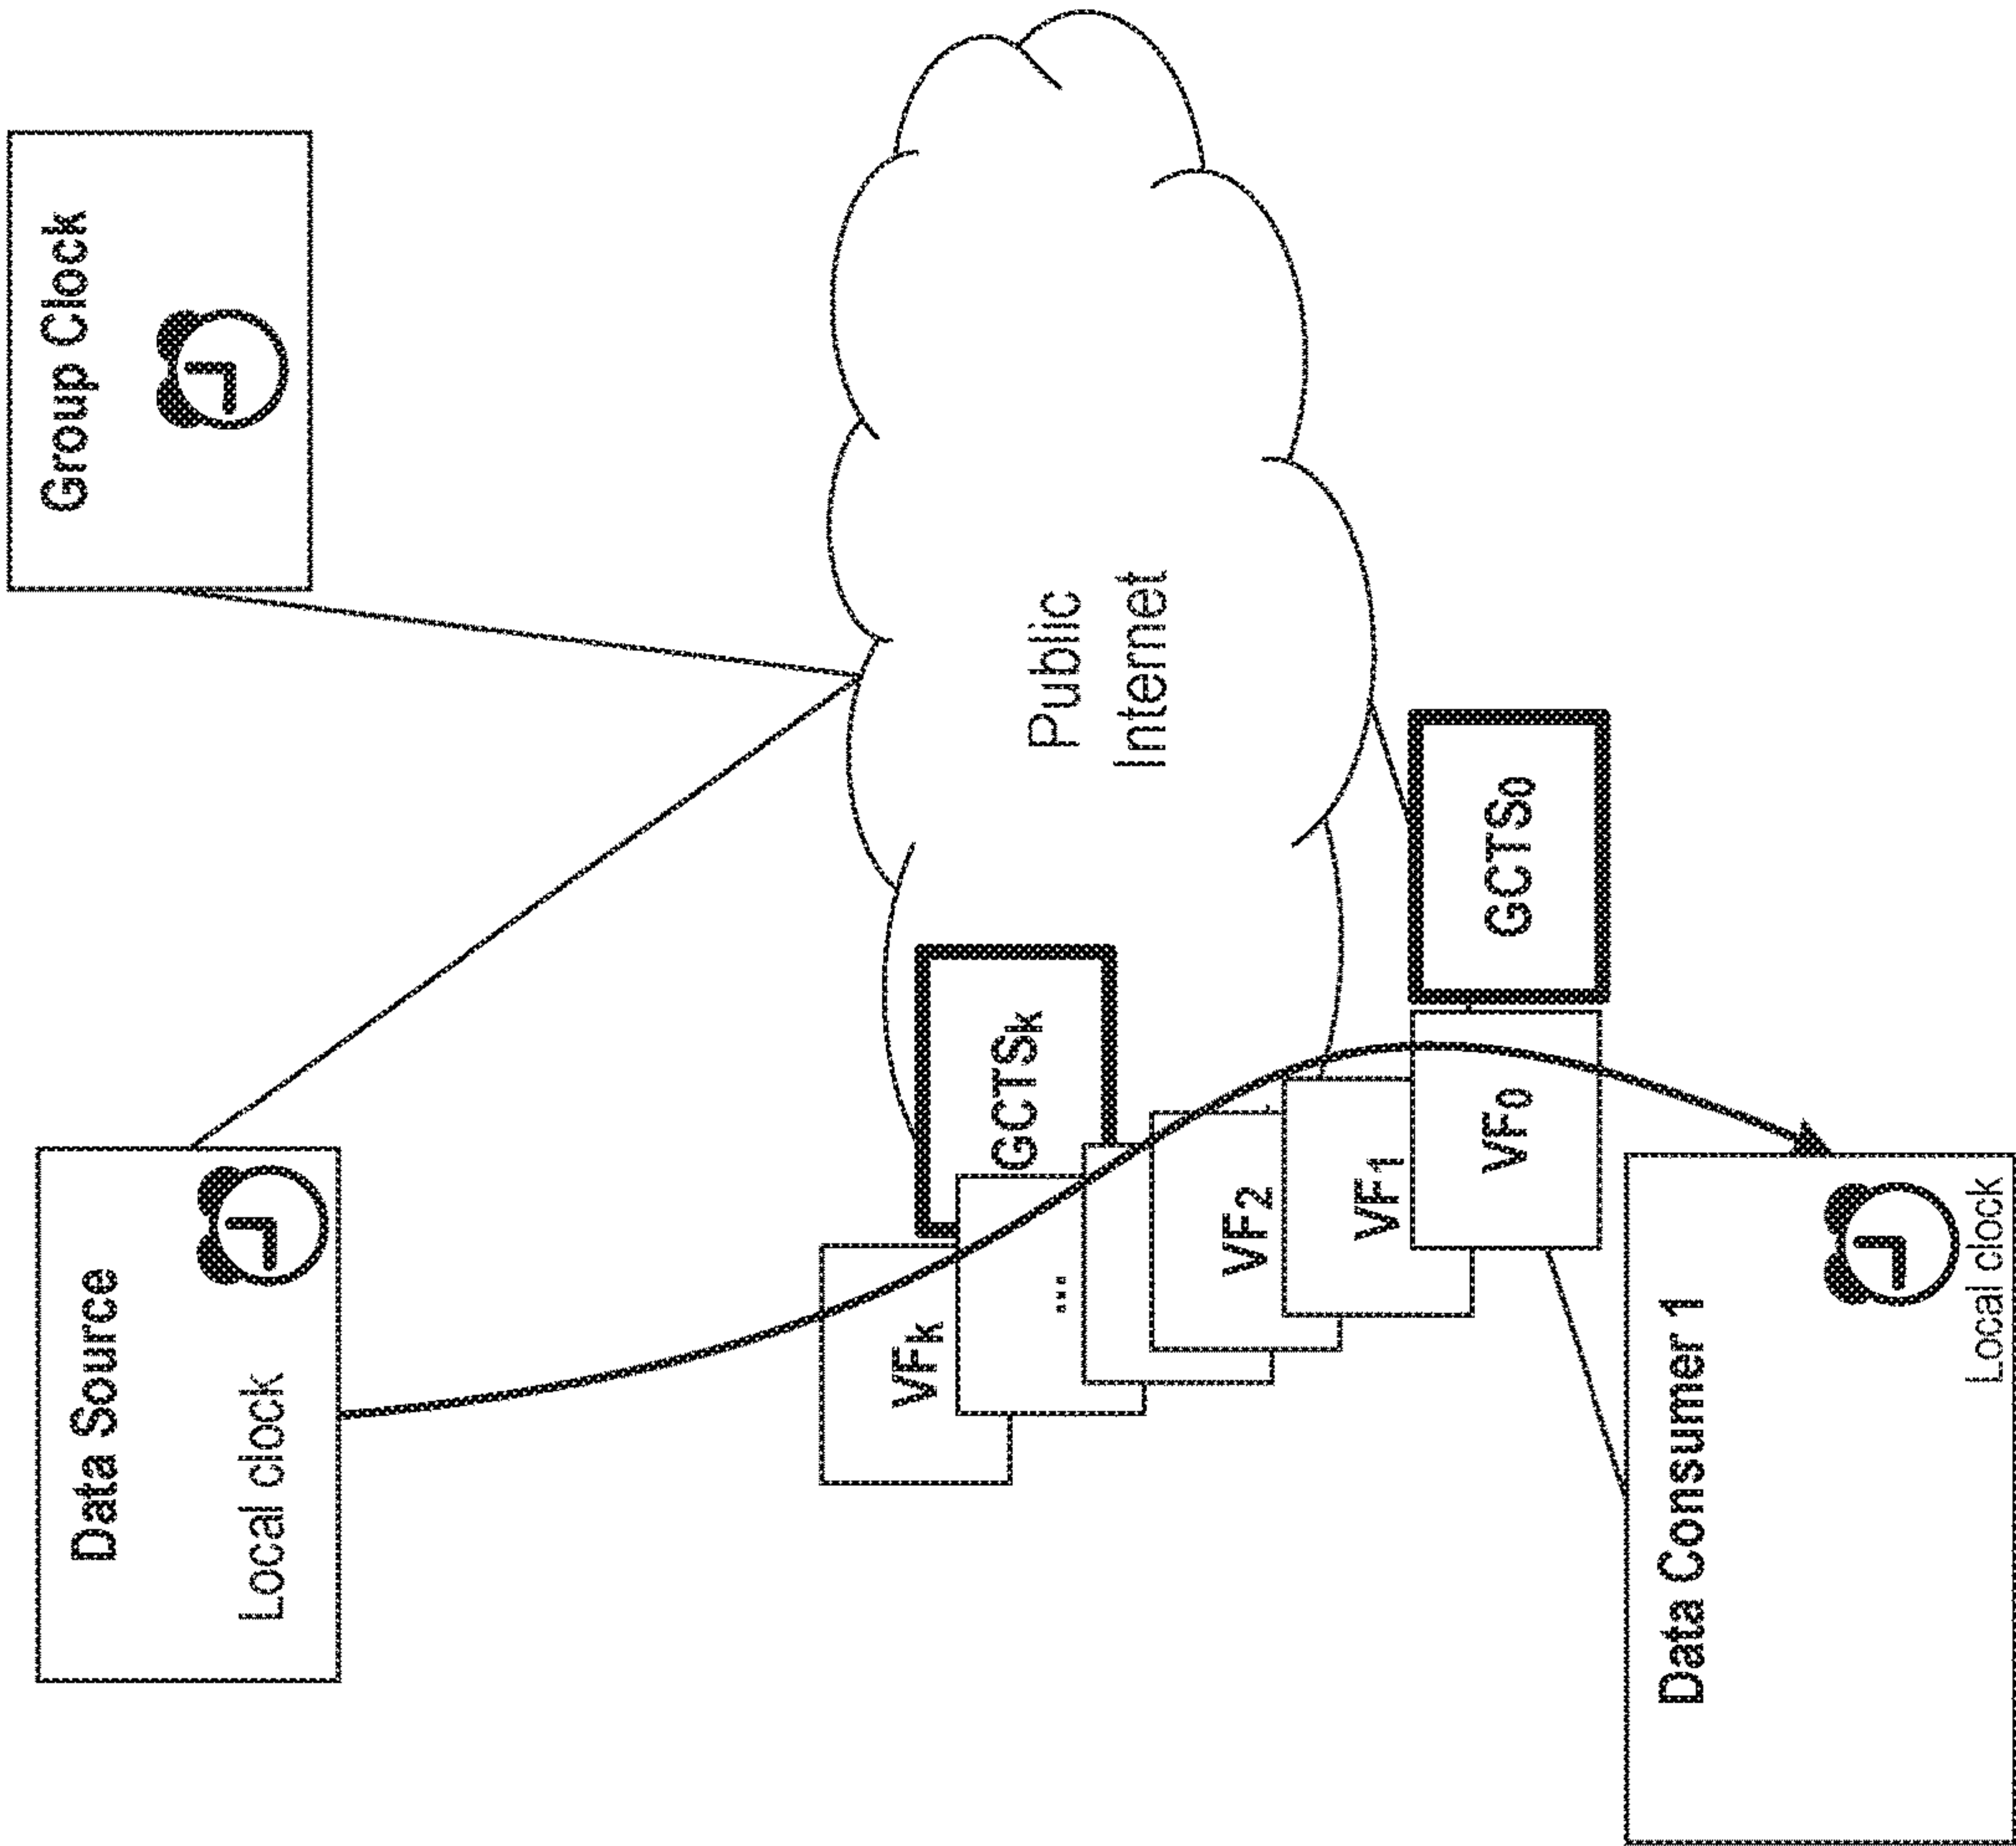 Group Clock
Data Source
Local clock
Public
Internet
GCTSk
GCTS0
VFk
...
VF2
VF1
VF0
Data Consumer 1
Local clock